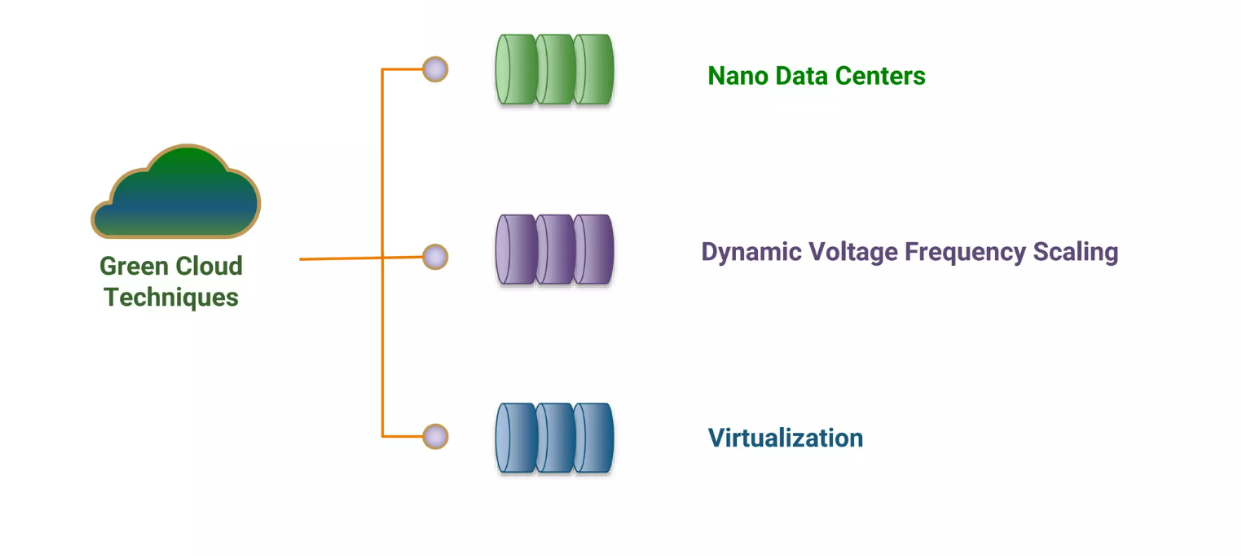 Nano Data Centers
Green Cloud
Techniques
Dynamic Voltage Frequency Scaling
Virtualization